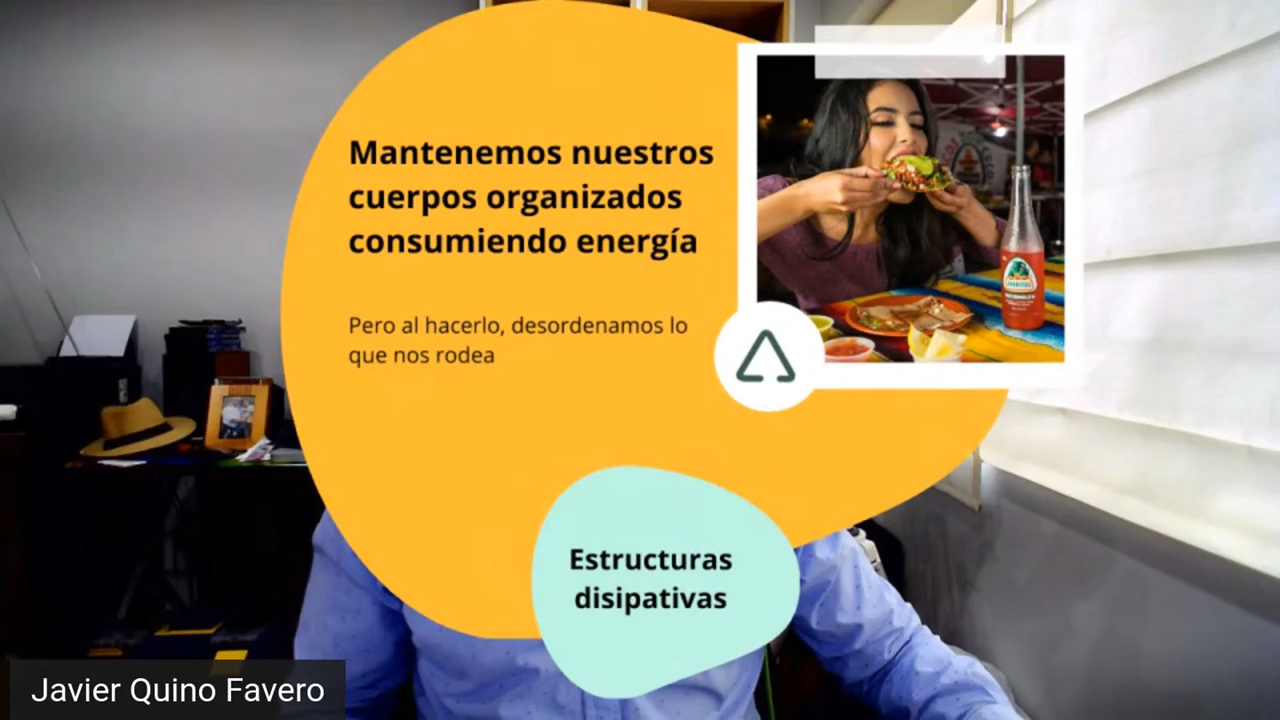 Mantenemos nuestros
cuerpos organizados
consumiendo energía
Pero al hacerlo, desordenamos lo
que nos rodea
Estructuras
disipativas
Javier Quino Favero